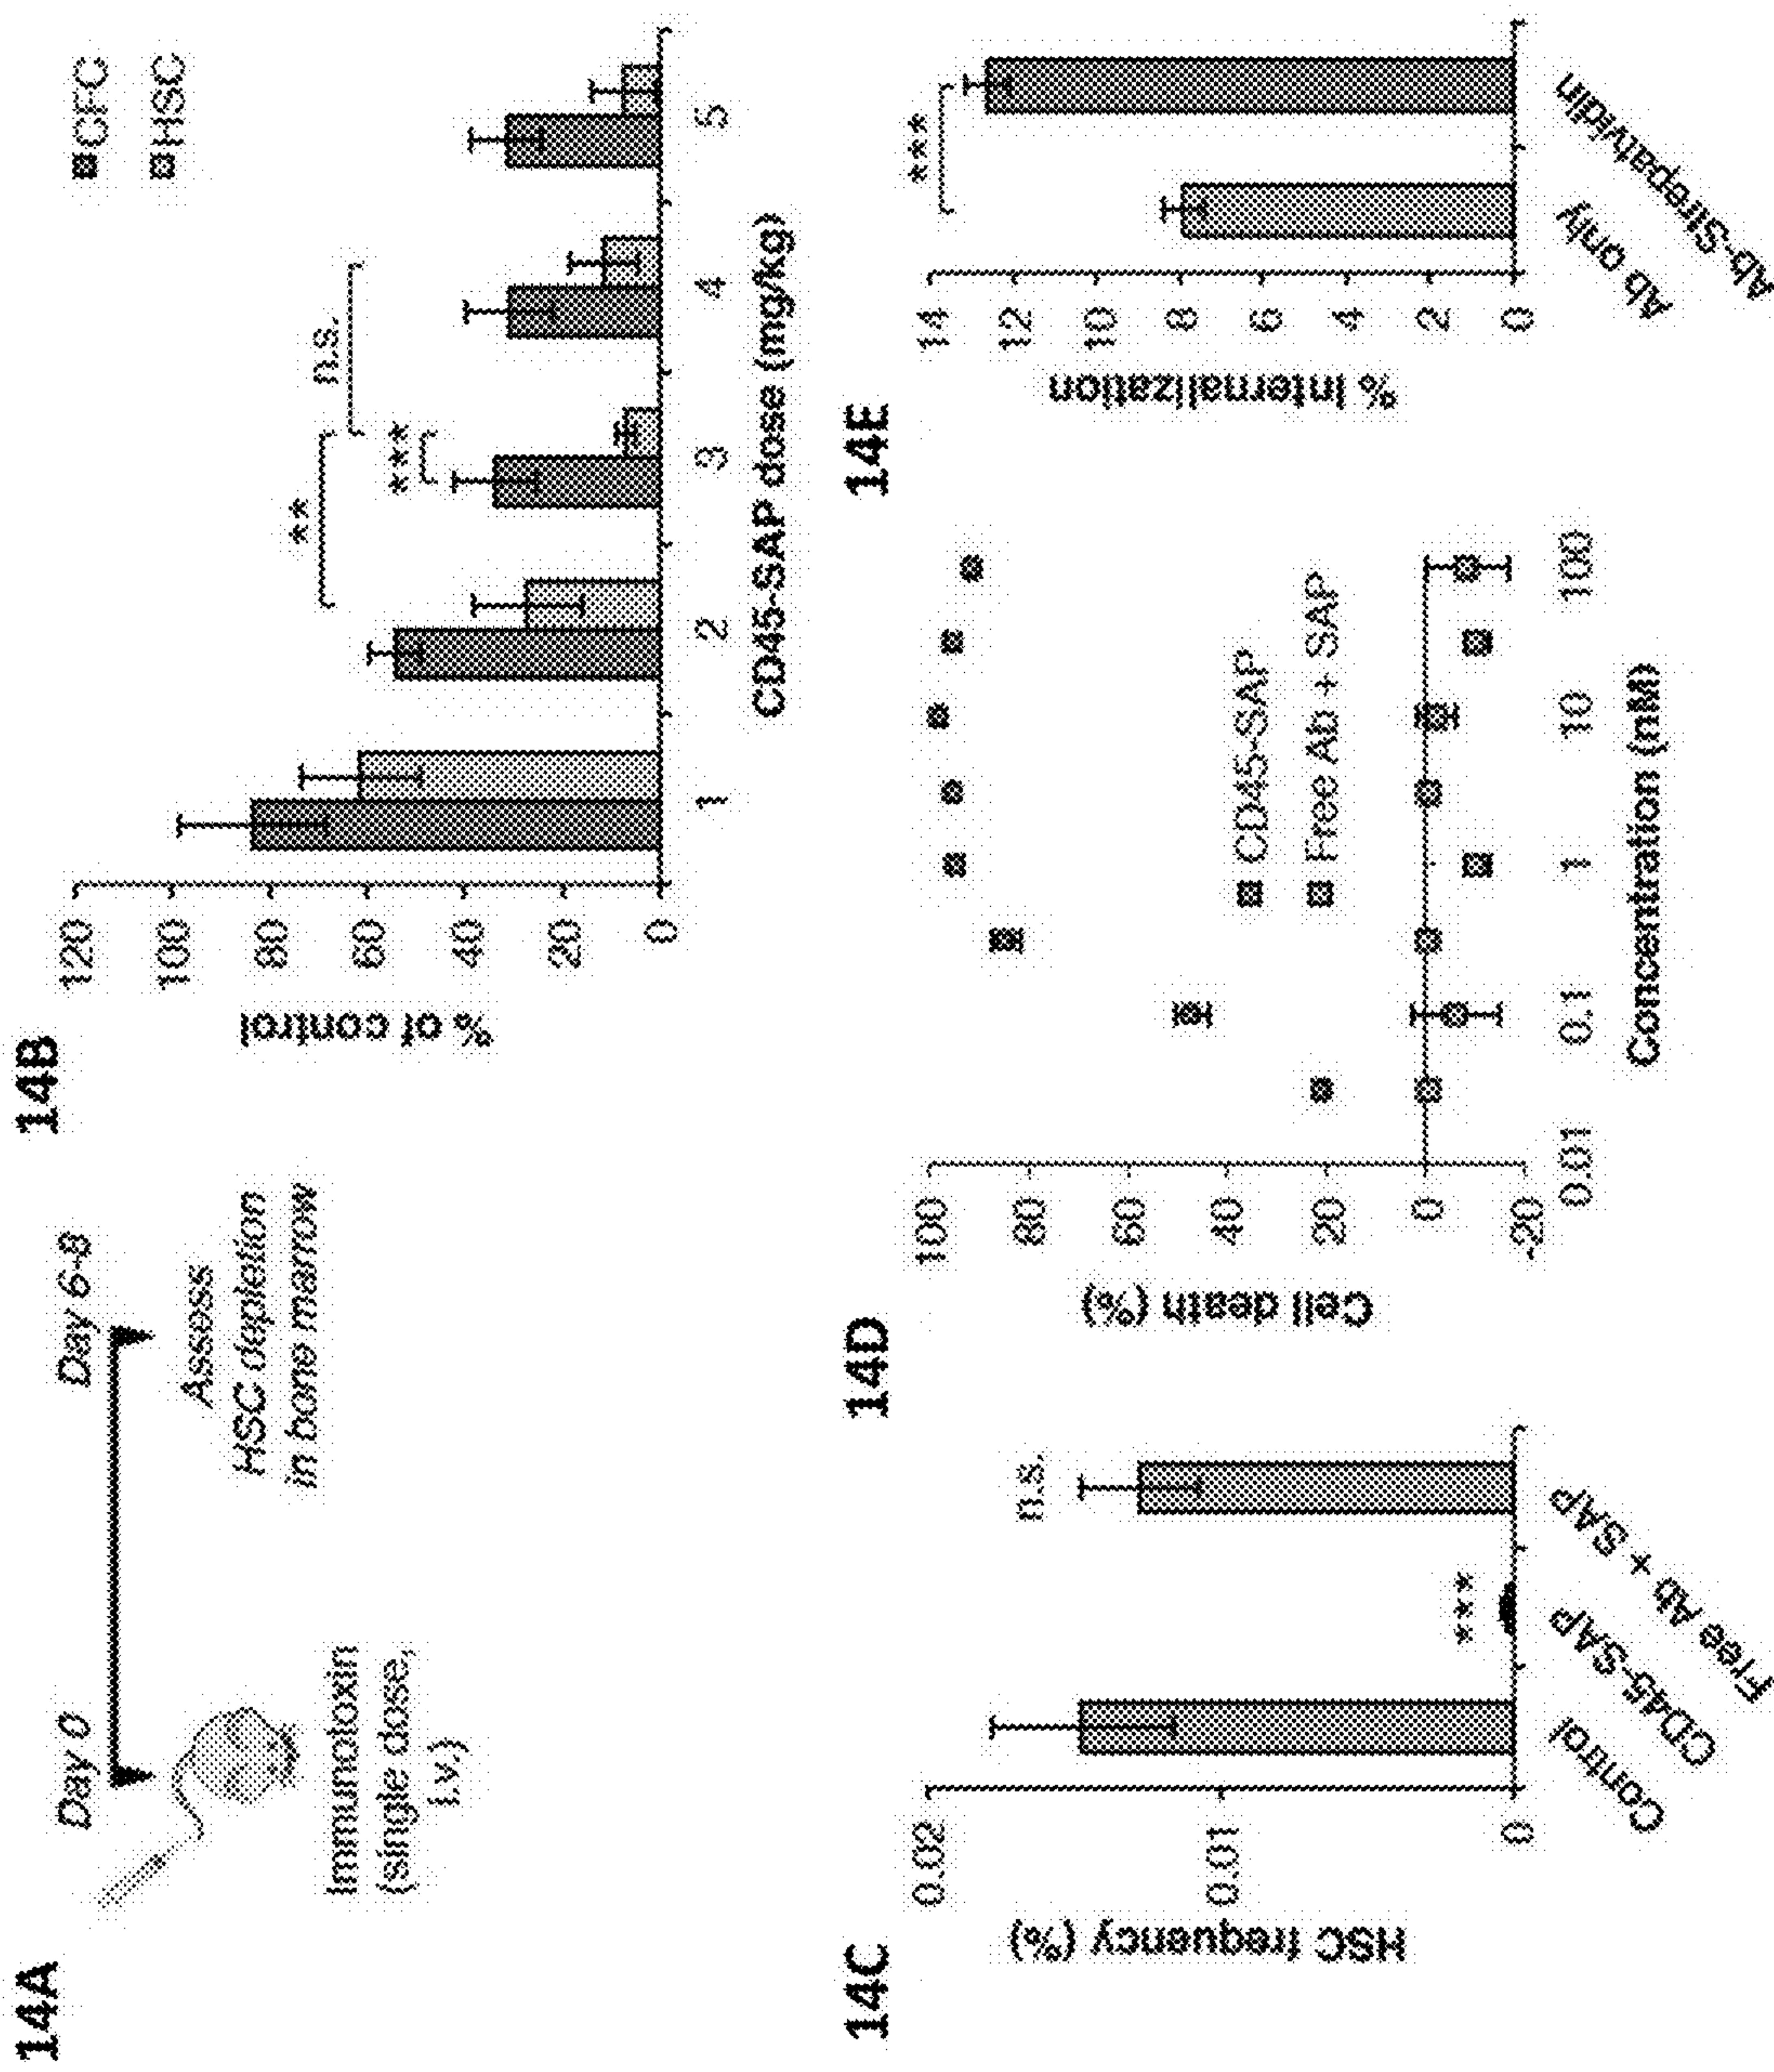 14A
Day 0
Day 6-8
Immunotoxin
(single dose,
i.v.)
Assess
HSC depletion
in bone marrow
14B
CFC
HSC
% of control
120
100
80
60
40
20
0
**
***
n.s.
1 2 3 4 5
CD45-SAP dose (mg/kg)
14C
HSC frequency (%)
0.02
0.01
0
***
n.s.
Control
CD45-SAP
Free Ab + SAP
14D
Cell death (%)
100
80
60
40
20
0
-20
CD45-SAP
Free Ab + SAP
0.01 0.1 1 10 100
Concentration (nM)
14E
% internalization
14
12
10
8
6
4
2
0
***
Ab only
Ab-Strepatvidin